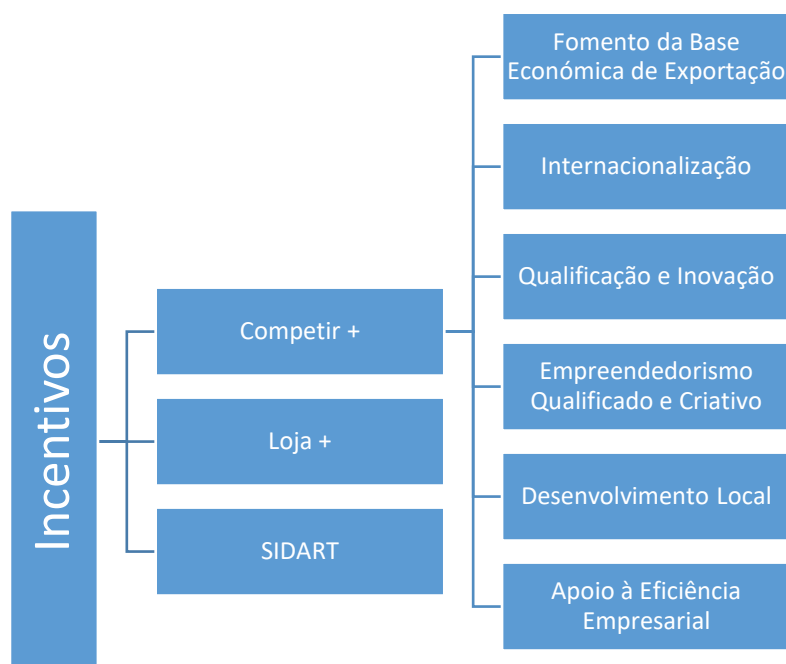 Incentivos
Competir +
Loja +
SIDART
Fomento da Base
Económica de Exportação
Internacionalização
Qualificação e Inovação
Empreendedorismo
Qualificado e Criativo
Desenvolvimento Local
Apoio à Eficiência
Empresarial